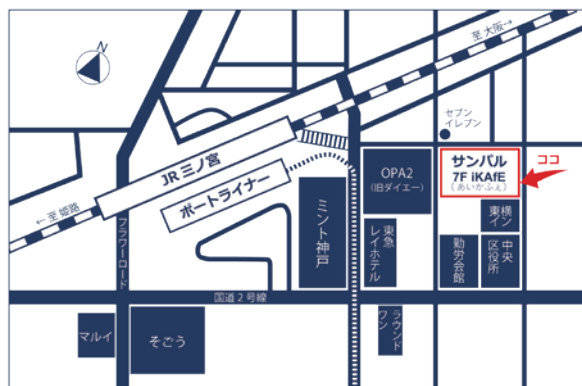 N
至 大阪→
セブン
イレブン
JR 三ノ宮
ポートライナー
← 至 姫路
フラワーロード
ミント神戸
OPA2
(旧ダイエー)
サンパル
7F iKAfE
(あいかふぇ)
ココ
東急
レイホテル
東横
イン
勤労会館
中央
区役所
国道2号線
マルイ
そごう
ラウンド
ワン